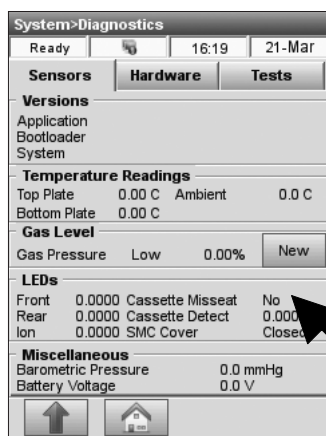 System>Diagnostics
Ready 16:19 21-Mar
Sensors Hardware Tests
Versions
Application
Bootloader
System
Temperature Readings
Top Plate 0.00 C Ambient 0.0 C
Bottom Plate 0.00 C
Gas Level
Gas Pressure Low 0.00% New
LEDs
Front 0.0000 Cassette Misseat No
Rear 0.0000 Cassette Detect 0.000
Ion 0.0000 SMC Cover Closed
Miscellaneous
Barometric Pressure 0.0 mmHg
Battery Voltage 0.0 V